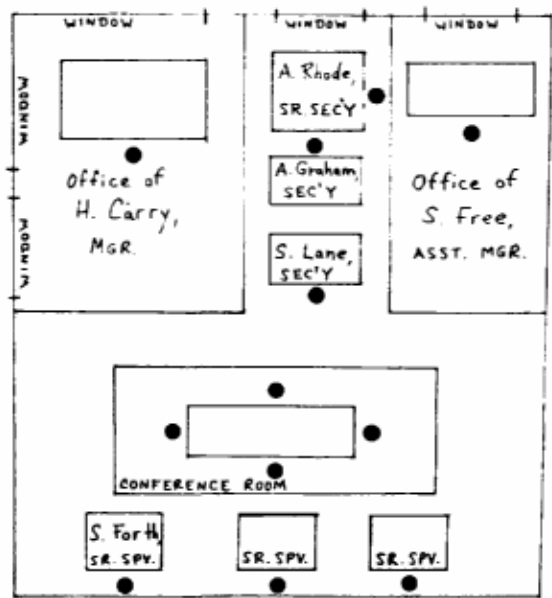 WINDOW
WINDOW
WINDOW
WINDOW
WINDOW
A. Rhode,
SR. SEC'Y
Office of
H. Carry,
MGR.
A. Graham,
SEC'Y
Office of
S. Free,
ASST. MGR.
S. Lane,
SEC'Y
CONFERENCE ROOM
S. Forth,
SR. SPV.
SR. SPV.
SR. SPV.